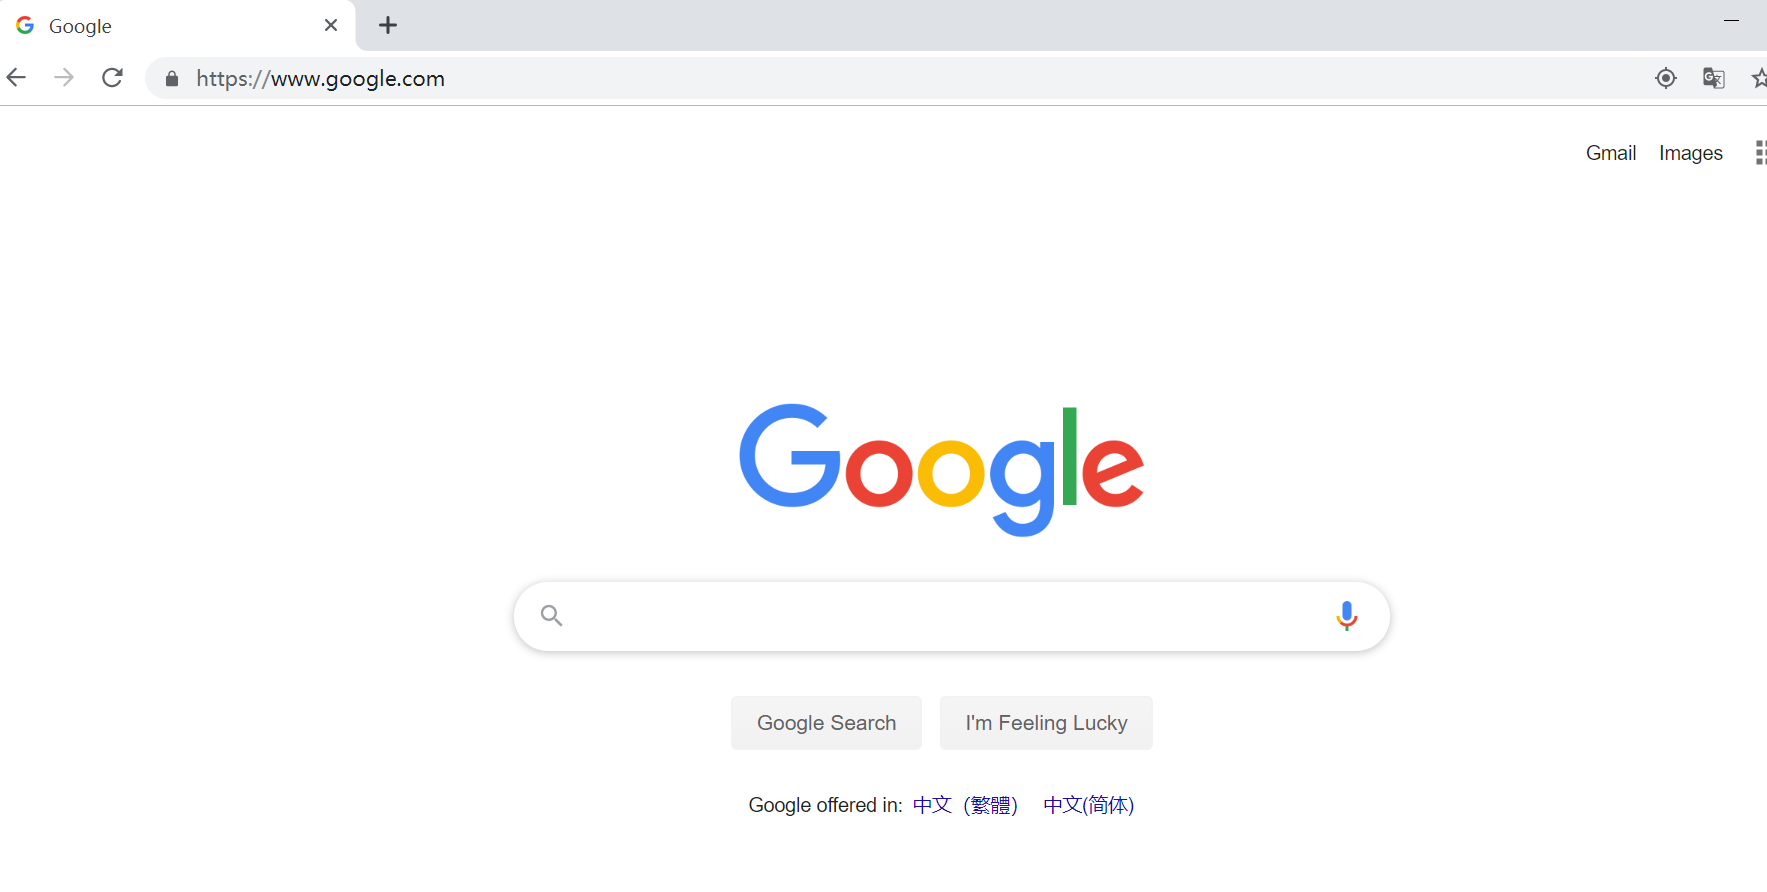 Google
https://www.google.com
Gmail Images
Google
Google Search I'm Feeling Lucky
Google offered in: 中文（繁體） 中文(简体)